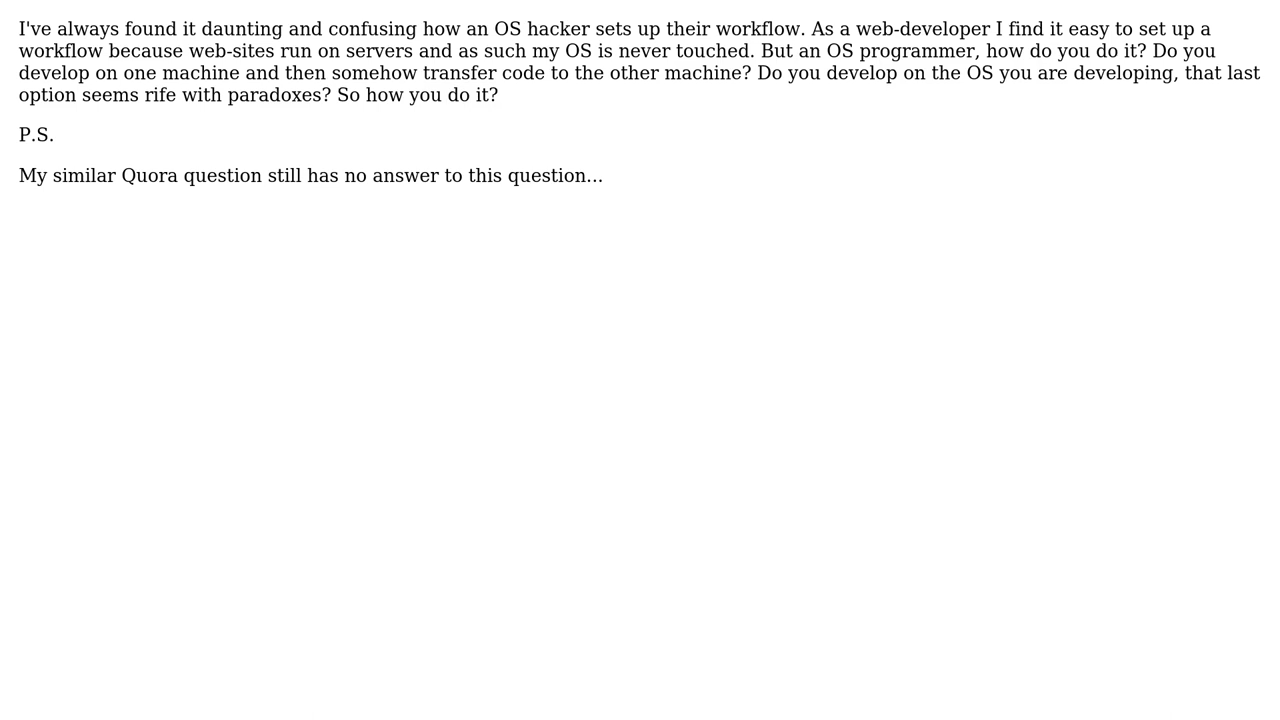 I've always found it daunting and confusing how an OS hacker sets up their workflow. As a web-developer I find it easy to set up a
workflow because web-sites run on servers and as such my OS is never touched. But an OS programmer, how do you do it? Do you
develop on one machine and then somehow transfer code to the other machine? Do you develop on the OS you are developing, that last
option seems rife with paradoxes? So how you do it?
P.S.
My similar Quora question still has no answer to this question...